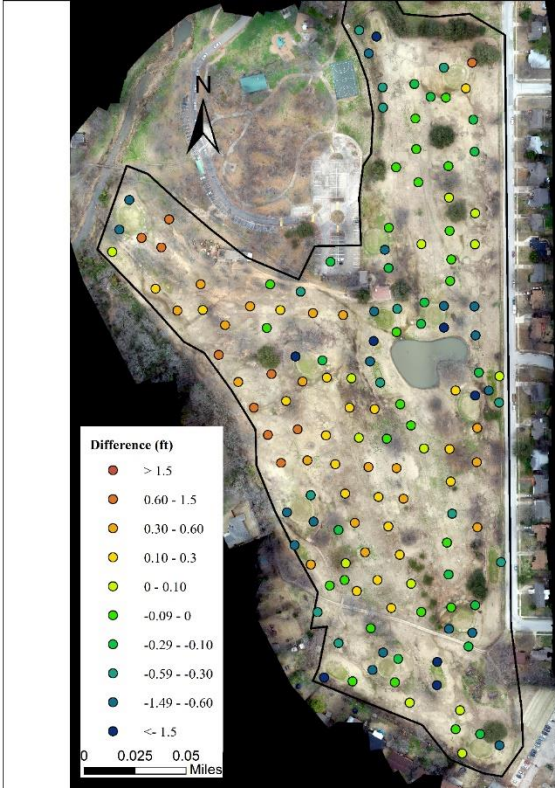 N
Difference (ft)
> 1.5
0.60 - 1.5
0.30 - 0.60
0.10 - 0.3
0 - 0.10
-0.09 - 0
-0.29 - -0.10
-0.59 - -0.30
-1.49 - -0.60
<- 1.5
0 0.025 0.05
Miles